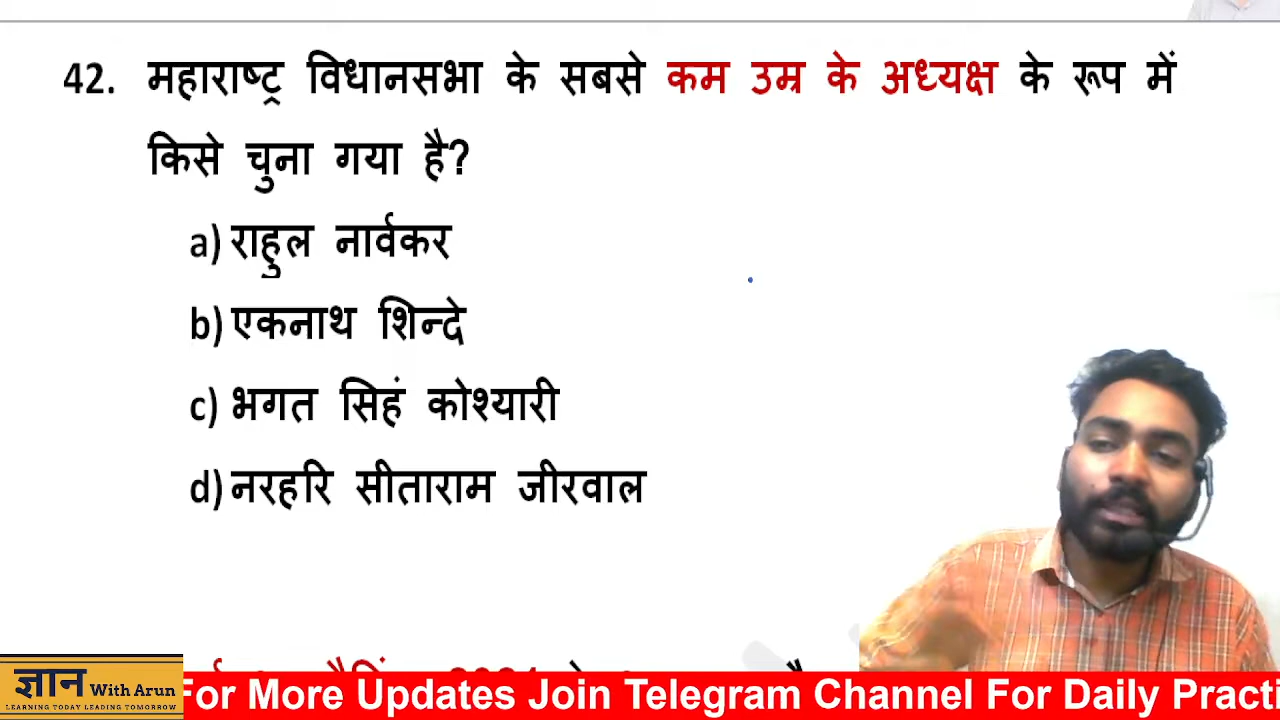 42. महाराष्ट्र विधानसभा के सबसे कम उम्र के अध्यक्ष के रूप में
किसे चुना गया है?
a) राहुल नार्वकर
b) एकनाथ शिन्दे
c) भगत सिहं कोश्यारी
d) नरहरि सीताराम जीरवाल
ज्ञान With Arun
LEARNING TODAY LEADING TOMORROW
For More Updates Join Telegram Channel For Daily Practi